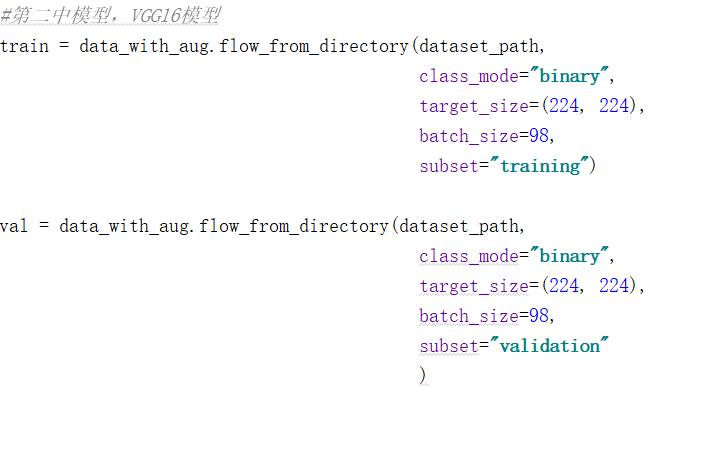 #第二中模型，VGG16模型
train = data_with_aug.flow_from_directory(dataset_path,
class_mode="binary",
target_size=(224, 224),
batch_size=98,
subset="training")
val = data_with_aug.flow_from_directory(dataset_path,
class_mode="binary",
target_size=(224, 224),
batch_size=98,
subset="validation"
)